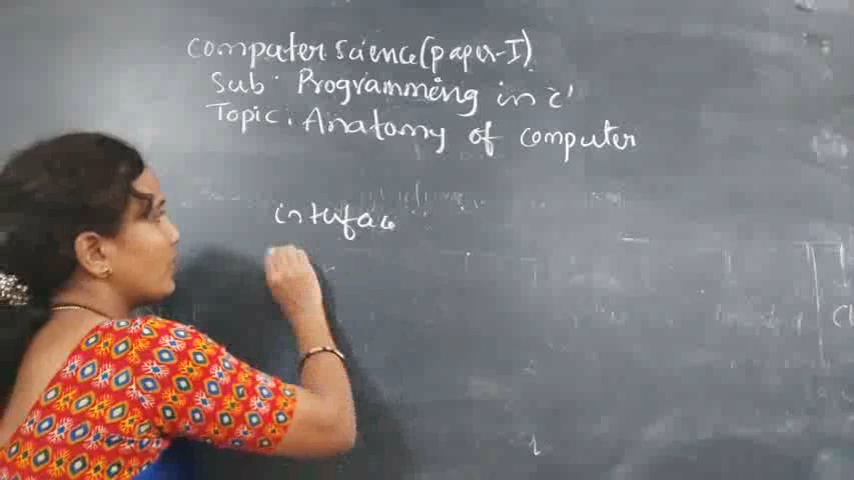 computer science(paper-I)
Sub: Programming in 'c'
Topic: Anatomy of computer
interface